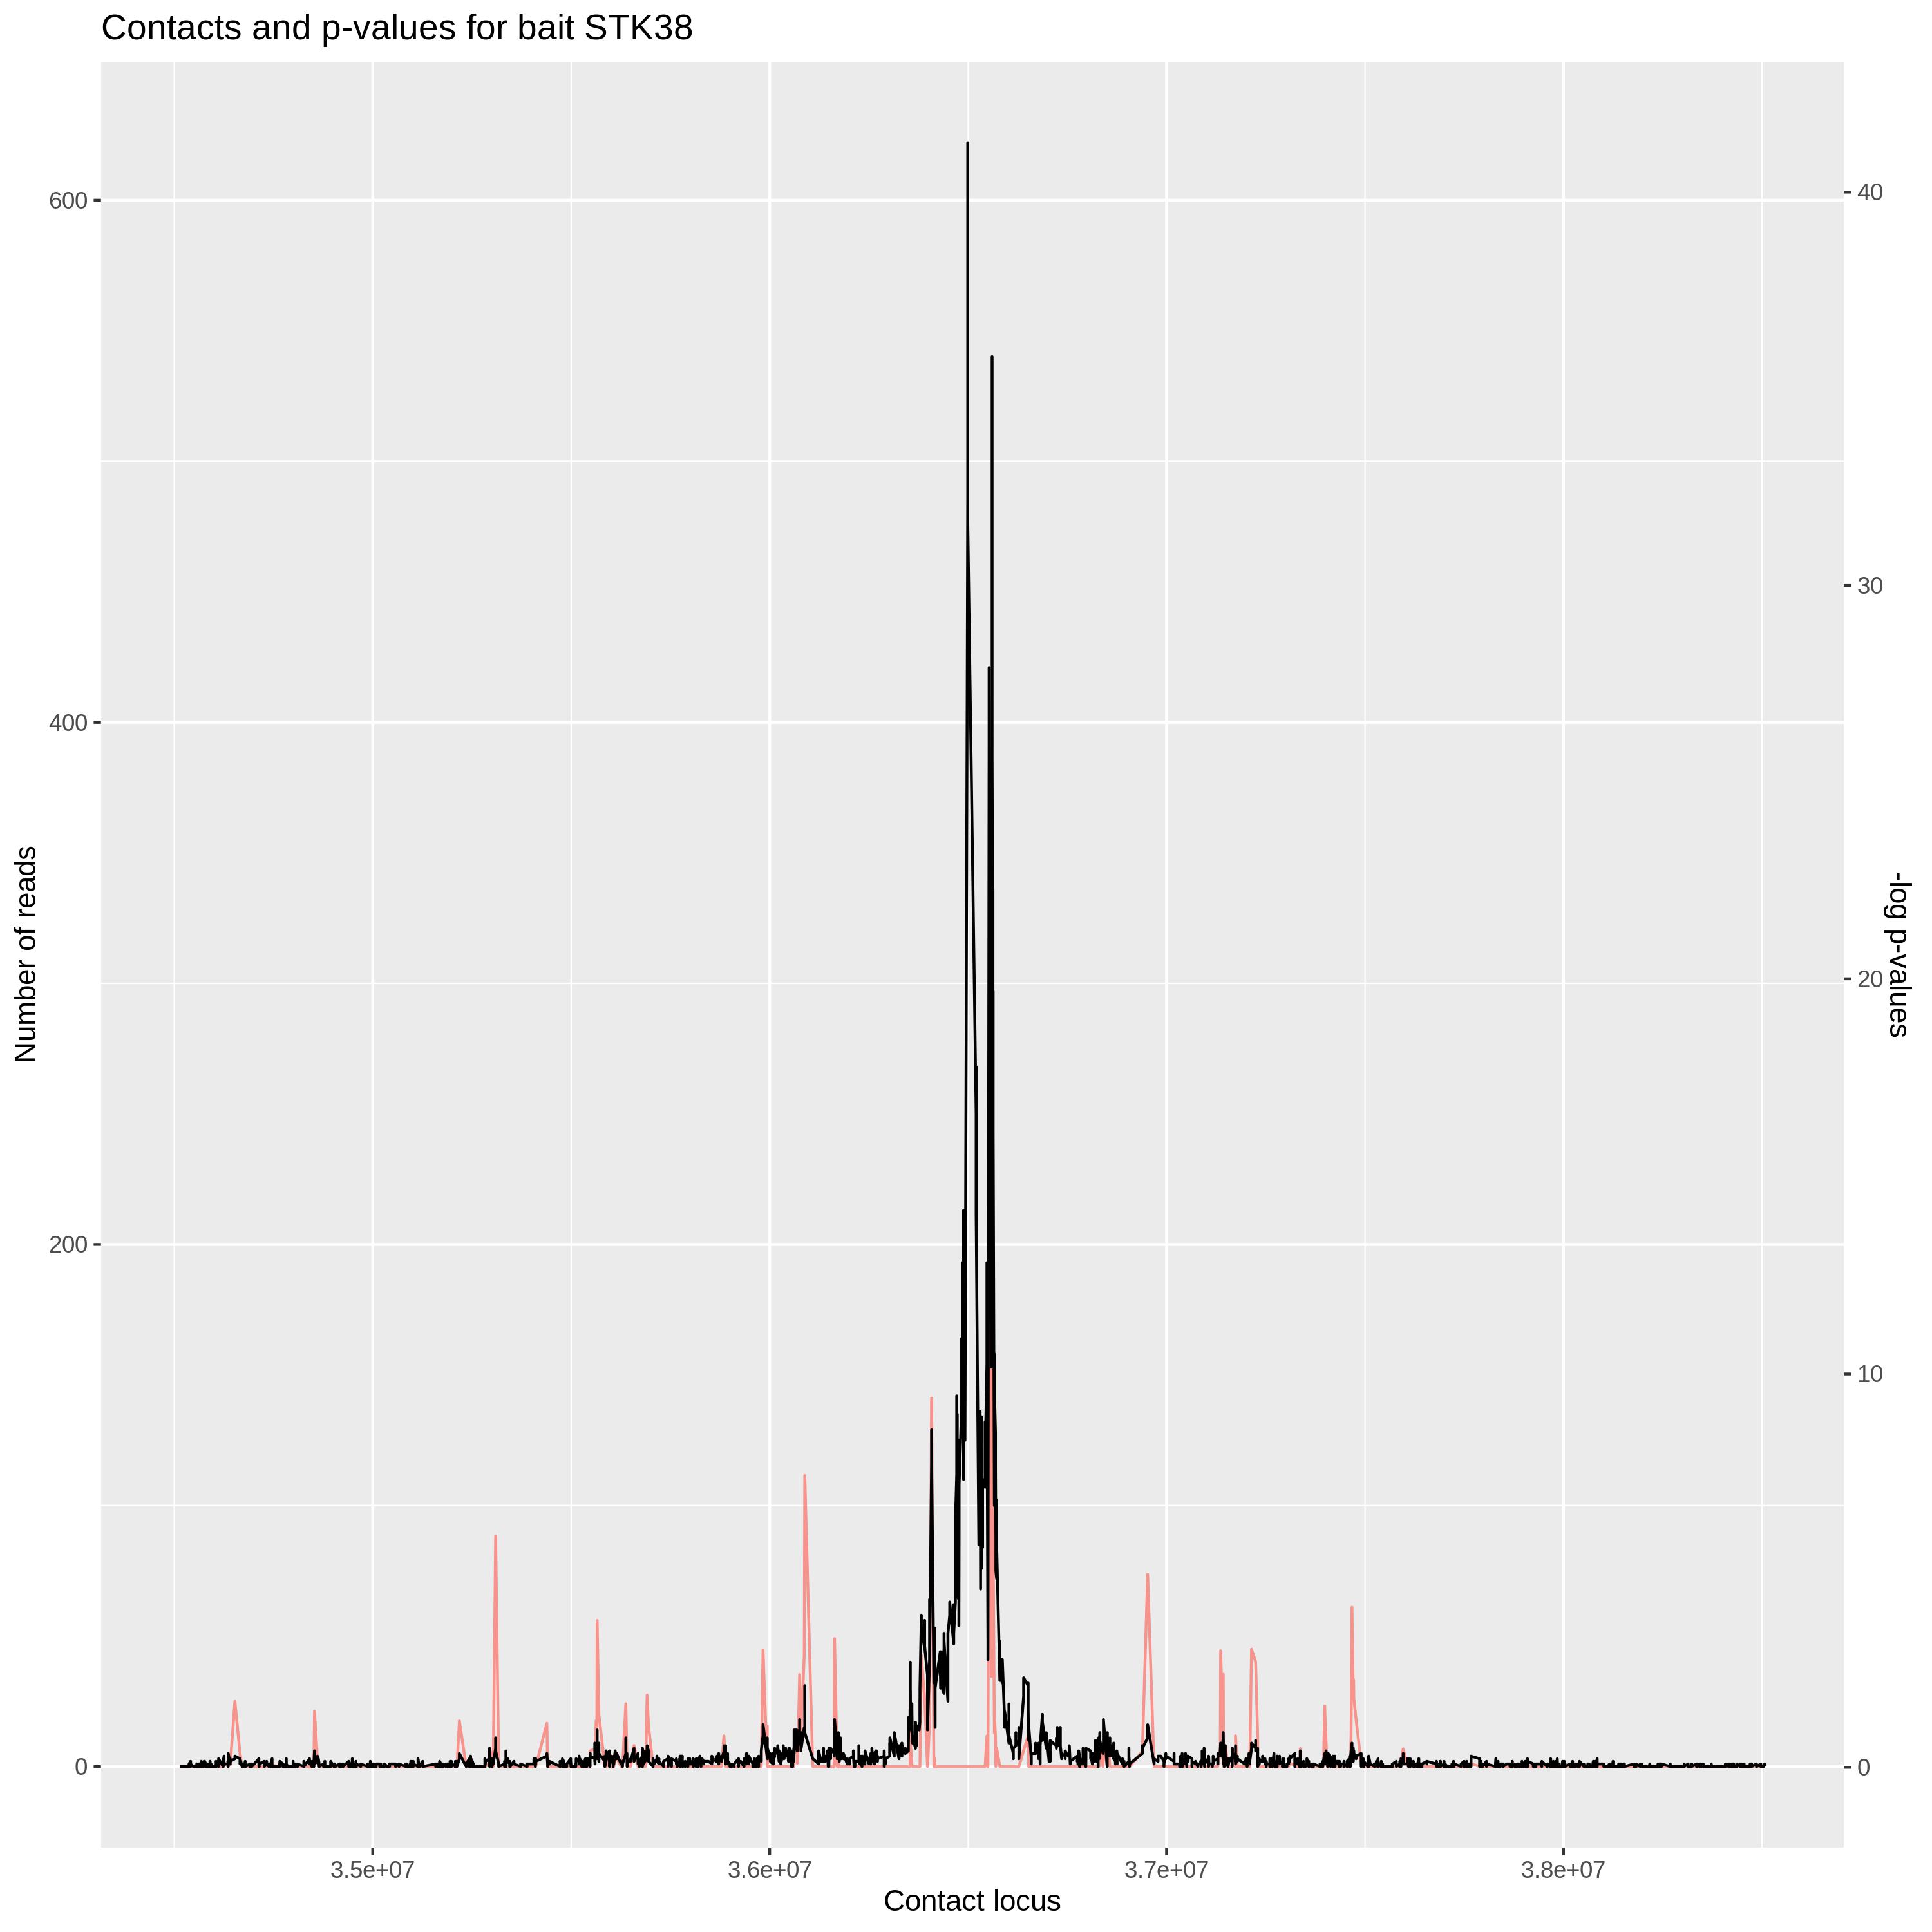 Contacts and p-values for bait STK38
600
400
200
0
Number of reads
40
30
20
10
0
-log p-values
3.5e+07
3.6e+07
3.7e+07
3.8e+07
Contact locus